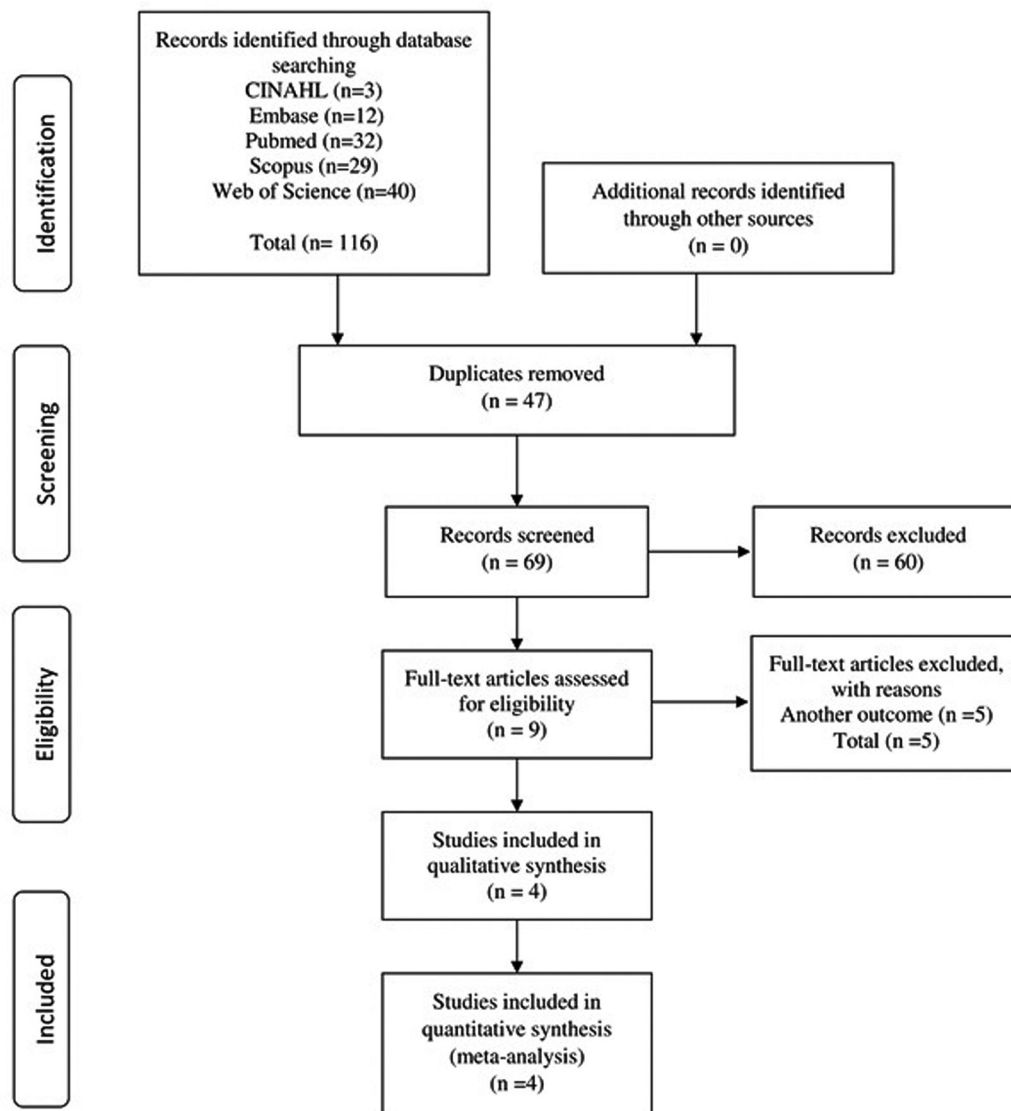 Identification
Records identified through database
searching
CINAHL (n=3)
Embase (n=12)
Pubmed (n=32)
Scopus (n=29)
Web of Science (n=40)
Total (n= 116)
Additional records identified
through other sources
(n = 0)
Screening
Duplicates removed
(n = 47)
Records screened
(n = 69)
Records excluded
(n = 60)
Eligibility
Full-text articles assessed
for eligibility
(n = 9)
Full-text articles excluded,
with reasons
Another outcome (n =5)
Total (n =5)
Studies included in
qualitative synthesis
(n = 4)
Included
Studies included in
quantitative synthesis
(meta-analysis)
(n =4)